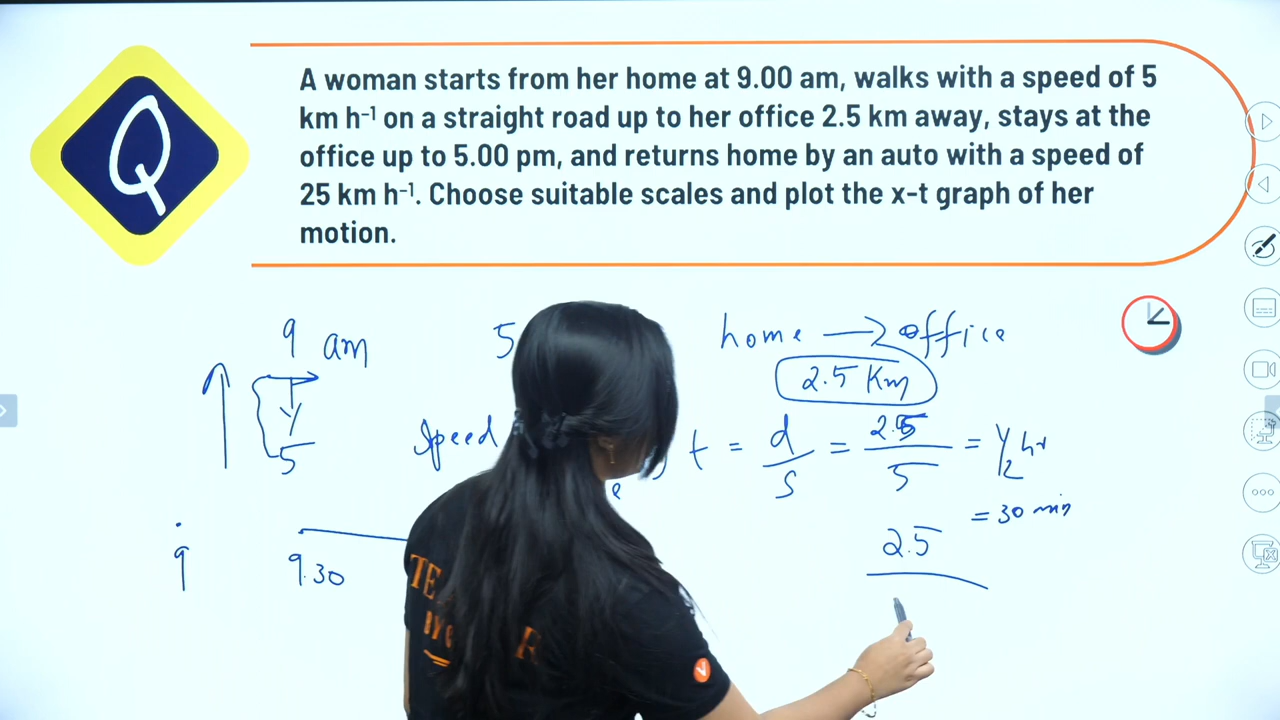 Q
A woman starts from her home at 9.00 am, walks with a speed of 5
km h⁻¹ on a straight road up to her office 2.5 km away, stays at the
office up to 5.00 pm, and returns home by an auto with a speed of
25 km h⁻¹. Choose suitable scales and plot the x-t graph of her
motion.
9 am
5
home → office
2.5 Km
5
Speed
t = d/s = 2.5/5 = 1/2 hr
= 30 min
2.5
9
9.30